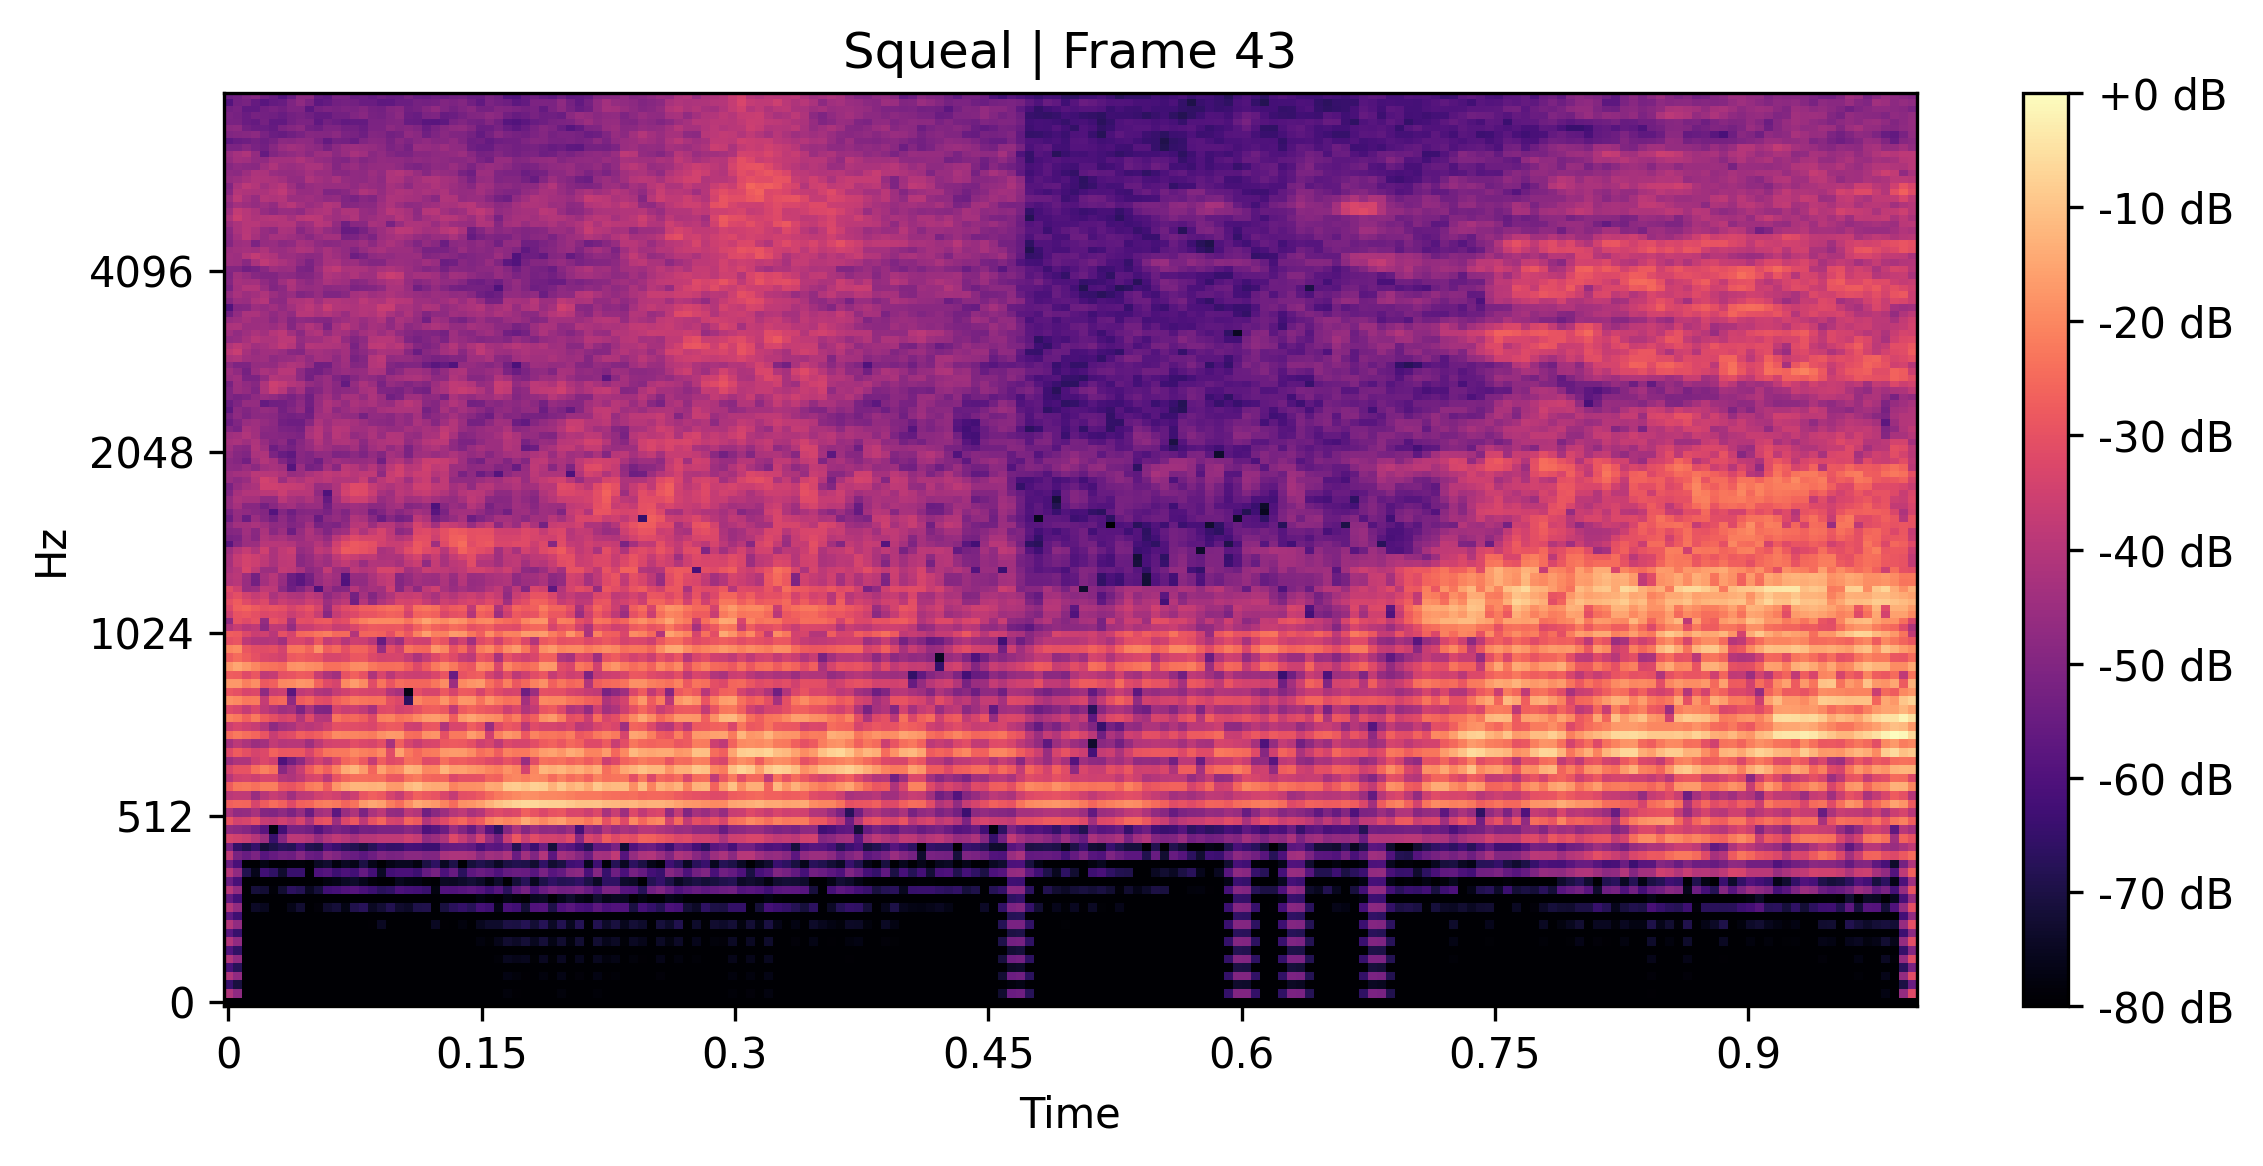 Squeal | Frame 43
Hz
4096
2048
1024
512
0
0 0.15 0.3 0.45 0.6 0.75 0.9
Time
+0 dB
-10 dB
-20 dB
-30 dB
-40 dB
-50 dB
-60 dB
-70 dB
-80 dB